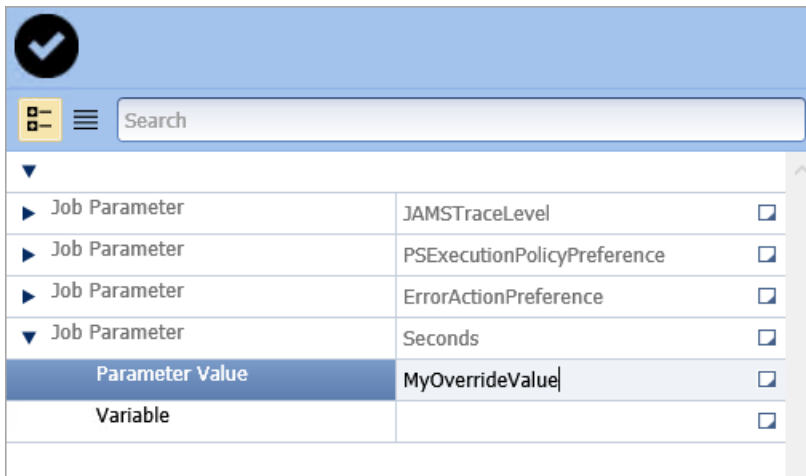 Search
Job Parameter JAMSTraceLevel
Job Parameter PSExecutionPolicyPreference
Job Parameter ErrorActionPreference
Job Parameter Seconds
Parameter Value MyOverrideValue
Variable